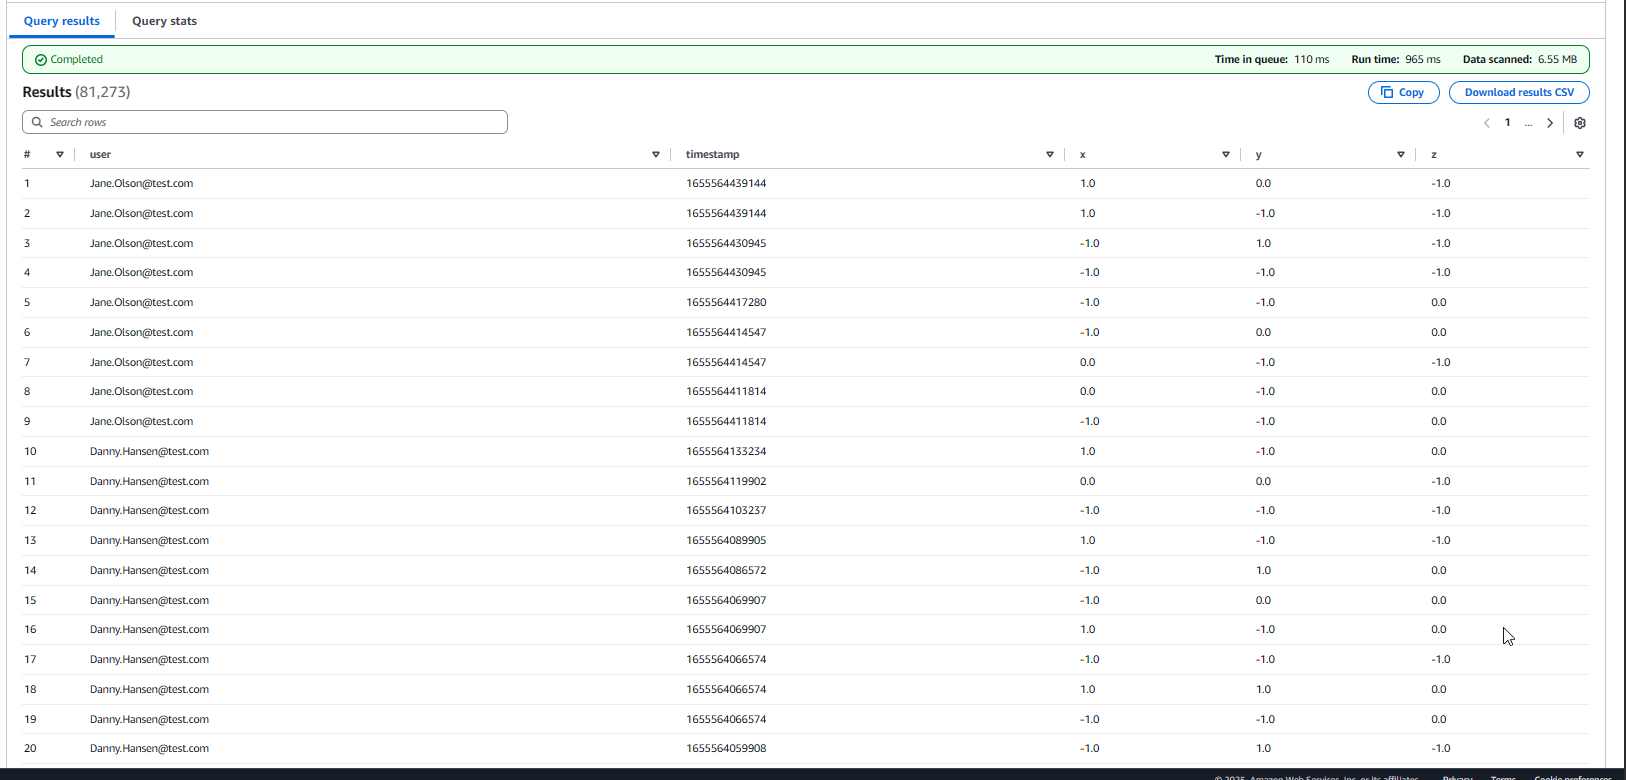 Query results Query stats
Completed Time in queue: 110 ms Run time: 965 ms Data scanned: 6.55 MB
Results (81,273) Copy Download results CSV
Search rows 1 ...
# user timestamp x y z
1 Jane.Olson@test.com 1655564439144 1.0 0.0 -1.0
2 Jane.Olson@test.com 1655564439144 1.0 -1.0 -1.0
3 Jane.Olson@test.com 1655564430945 -1.0 1.0 -1.0
4 Jane.Olson@test.com 1655564430945 -1.0 -1.0 -1.0
5 Jane.Olson@test.com 1655564417280 -1.0 -1.0 0.0
6 Jane.Olson@test.com 1655564414547 -1.0 0.0 0.0
7 Jane.Olson@test.com 1655564414547 0.0 -1.0 -1.0
8 Jane.Olson@test.com 1655564411814 0.0 -1.0 0.0
9 Jane.Olson@test.com 1655564411814 -1.0 -1.0 0.0
10 Danny.Hansen@test.com 1655564133234 1.0 -1.0 0.0
11 Danny.Hansen@test.com 1655564119902 0.0 0.0 -1.0
12 Danny.Hansen@test.com 1655564103237 -1.0 -1.0 -1.0
13 Danny.Hansen@test.com 1655564089905 1.0 -1.0 -1.0
14 Danny.Hansen@test.com 1655564086572 -1.0 1.0 0.0
15 Danny.Hansen@test.com 1655564069907 -1.0 0.0 0.0
16 Danny.Hansen@test.com 1655564069907 1.0 -1.0 0.0
17 Danny.Hansen@test.com 1655564066574 -1.0 -1.0 -1.0
18 Danny.Hansen@test.com 1655564066574 1.0 1.0 0.0
19 Danny.Hansen@test.com 1655564066574 -1.0 -1.0 0.0
20 Danny.Hansen@test.com 1655564059908 -1.0 1.0 -1.0
© 2025, Amazon Web Services, Inc. or its affiliates. Privacy Terms Cookie preferences